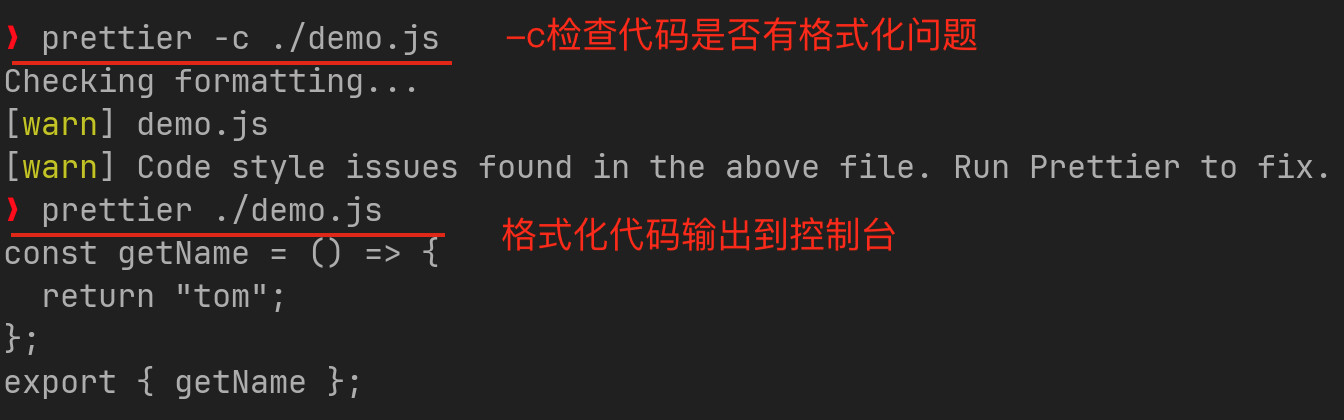 ❯ prettier -c ./demo.js –c检查代码是否有格式化问题
Checking formatting...
[warn] demo.js
[warn] Code style issues found in the above file. Run Prettier to fix.
❯ prettier ./demo.js
格式化代码输出到控制台
const getName = () => {
  return "tom";
};
export { getName };